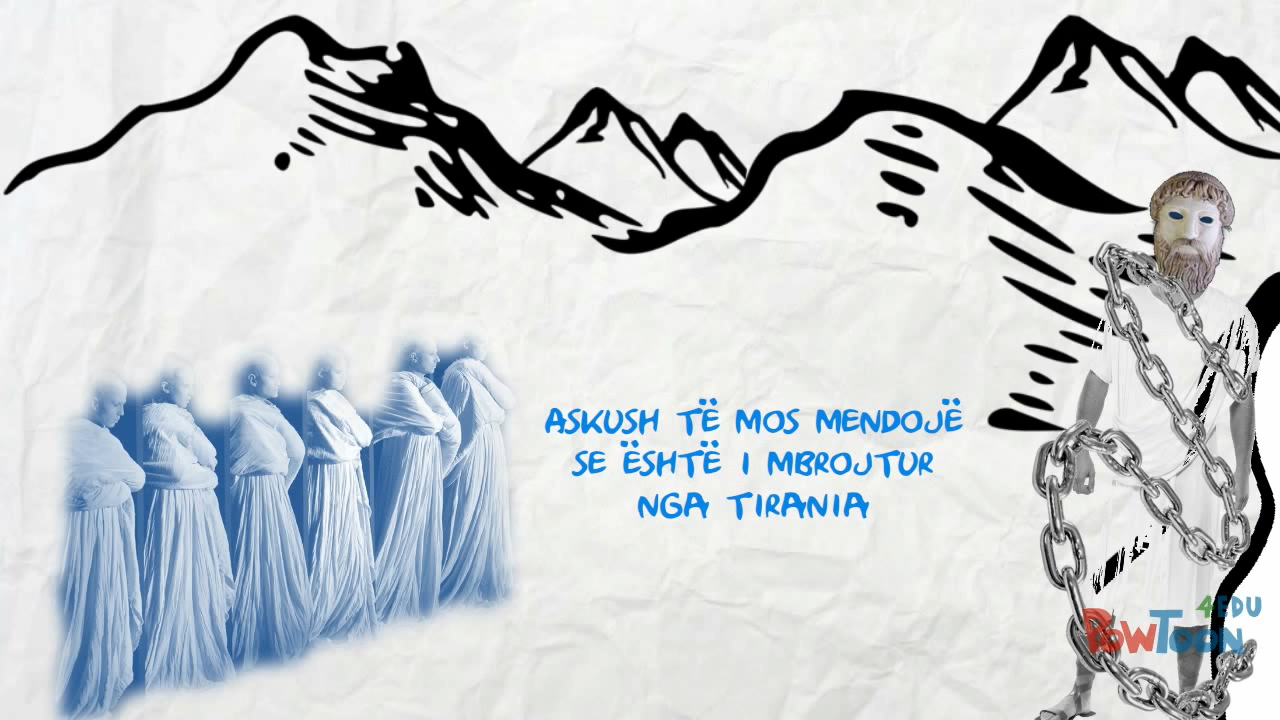 ASKUSH TË MOS MENDOJË
SE ËSHTË I MBROJTUR
NGA TIRANIA
4EDU
POWTOON